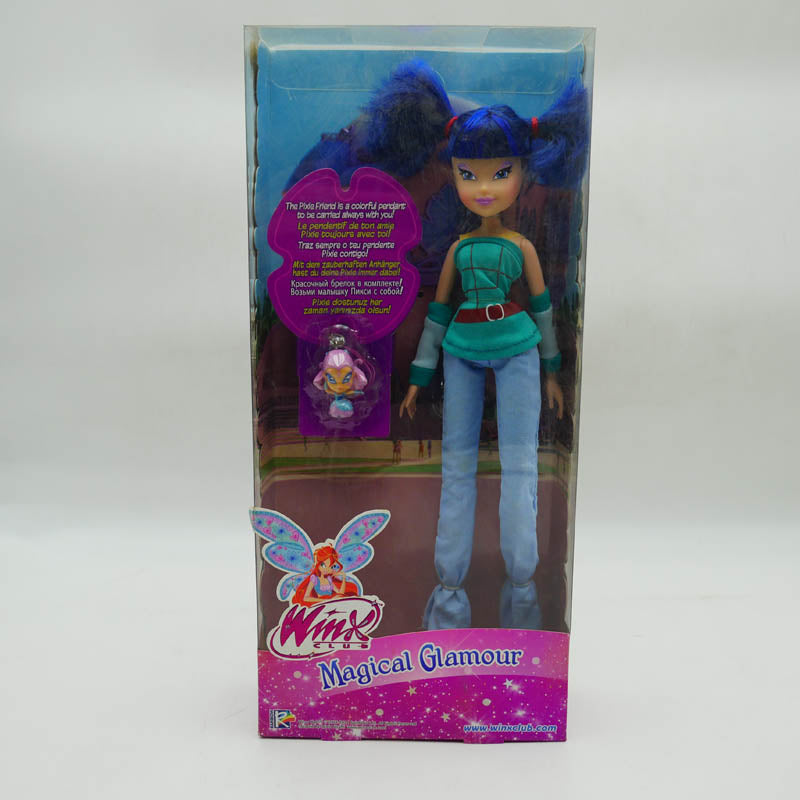 The Pixie Friend is a colorful pendant
to be carried always with you!
Le pendentif de ton amie
Pixie toujours avec toi!
Traz sempre o teu pendente
Pixie contigo!
Mit dem zauberhaften Anhänger
hast du deine Pixie immer dabei!
Красочный брелок в комплекте!
Возьми малышку Пикси с собой!
Pixie dostunuz her
zaman yanınızda olsun!
Winx
CLUB
Magical Glamour
www.winxclub.com